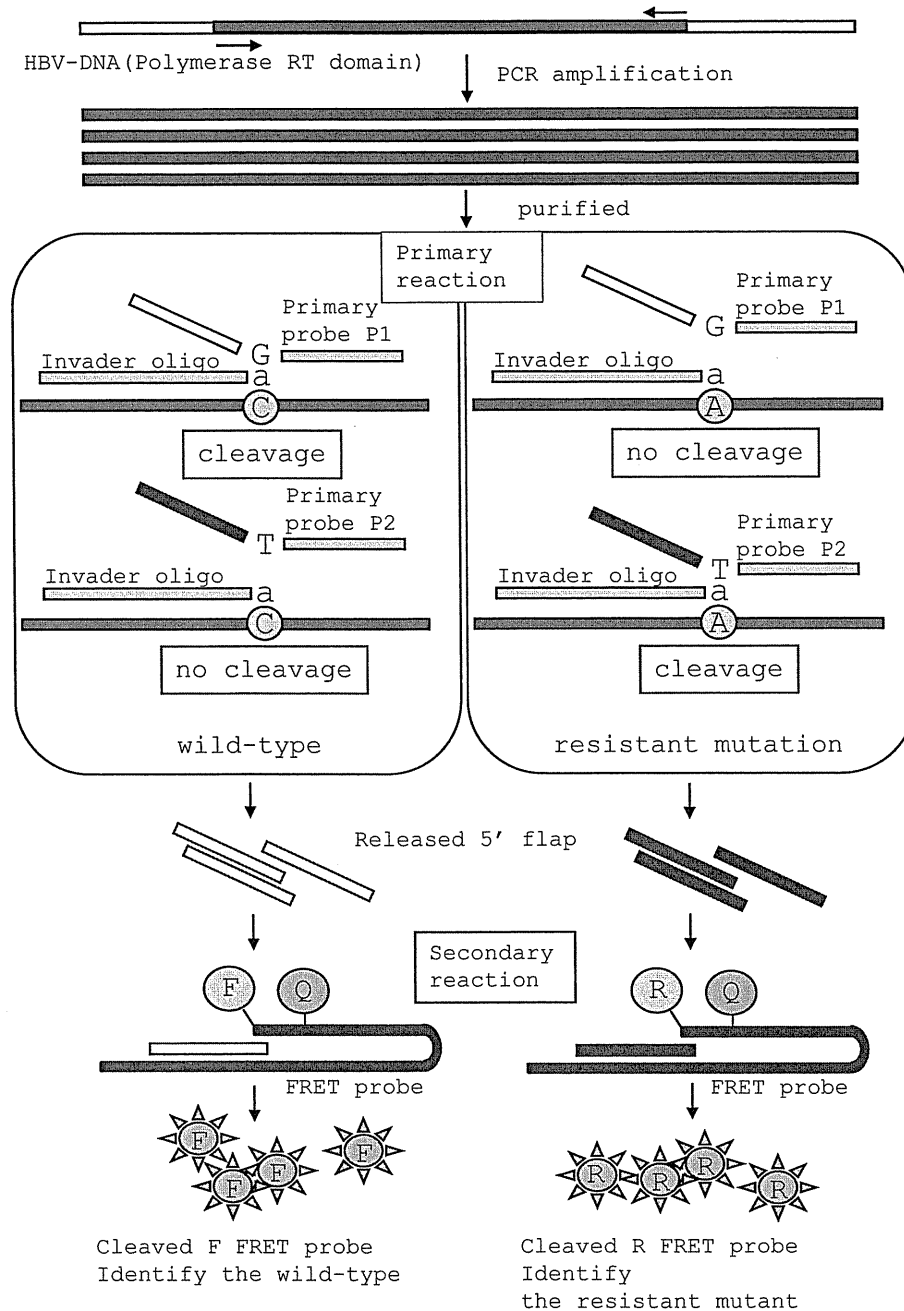 HBV-DNA(Polymerase RT domain)
PCR amplification
purified
Primary
reaction
Primary
probe P1
G
Invader oligo
a
C
cleavage
Primary
probe P2
T
Invader oligo
a
C
no cleavage
wild-type
Primary
probe P1
G
Invader oligo
a
A
no cleavage
Primary
probe P2
T
Invader oligo
a
A
cleavage
resistant mutation
Released 5' flap
Secondary
reaction
F Q
FRET probe
R Q
FRET probe
F F F F
R R R R
Cleaved F FRET probe
Identify the wild-type
Cleaved R FRET probe
Identify
the resistant mutant